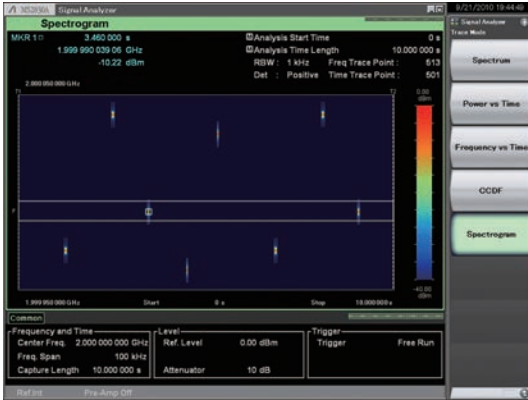 MS2830A Signal Analyzer
9/21/2010 19:44:49
Spectrogram
MKR 1
3.460 000 s
1.999 990 039 06 GHz
-10.22 dBm
Analysis Start Time 0 s
Analysis Time Length 10.000 000 s
RBW : 1 kHz Freq Trace Point : 513
Det : Positive Time Trace Point : 501
2.000 050 000 GHz
T1
T2
0.00
dBm
F
-40.00
dBm
1.999 950 000 GHz Start 0 s Stop 10.000 000 s
Common
Frequency and Time
Center Freq. 2.000 000 000 GHz
Freq. Span 100 kHz
Capture Length 10.000 000 s
Level
Ref. Level 0.00 dBm
Attenuator 10 dB
Trigger
Trigger Free Run
Ref.Int Pre-Amp Off
Signal Analyzer
Trace Mode
Spectrum
Power vs Time
Frequency vs Time
CCDF
Spectrogram